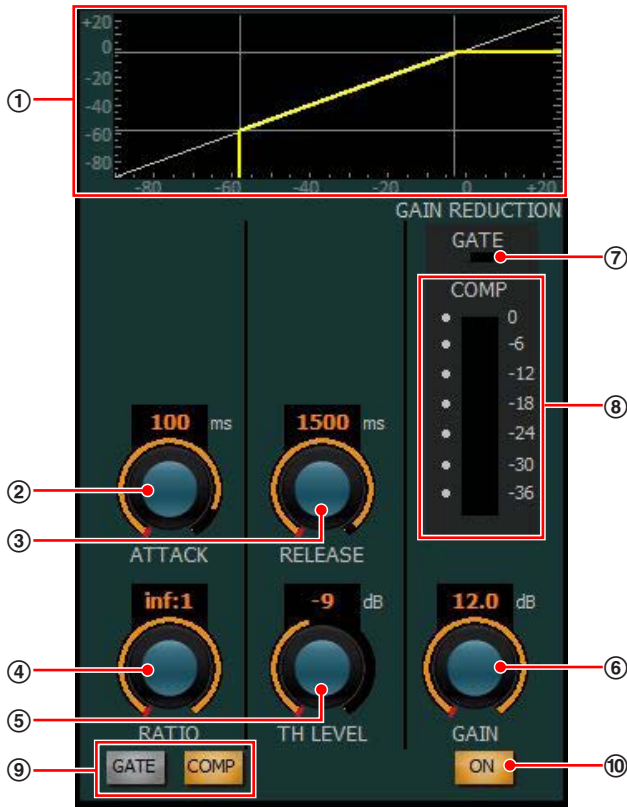 +20
0
-20
-40
-60
-80
-80 -60 -40 -20 0 +20
①
GAIN REDUCTION
GATE
⑦
COMP
0
-6
-12
-18
-24
-30
-36
⑧
100 ms 1500 ms
②
③
ATTACK RELEASE
inf:1 -9 dB 12.0 dB
④
⑥
⑤
RATIO TH LEVEL GAIN
⑨ GATE COMP ON ⑩